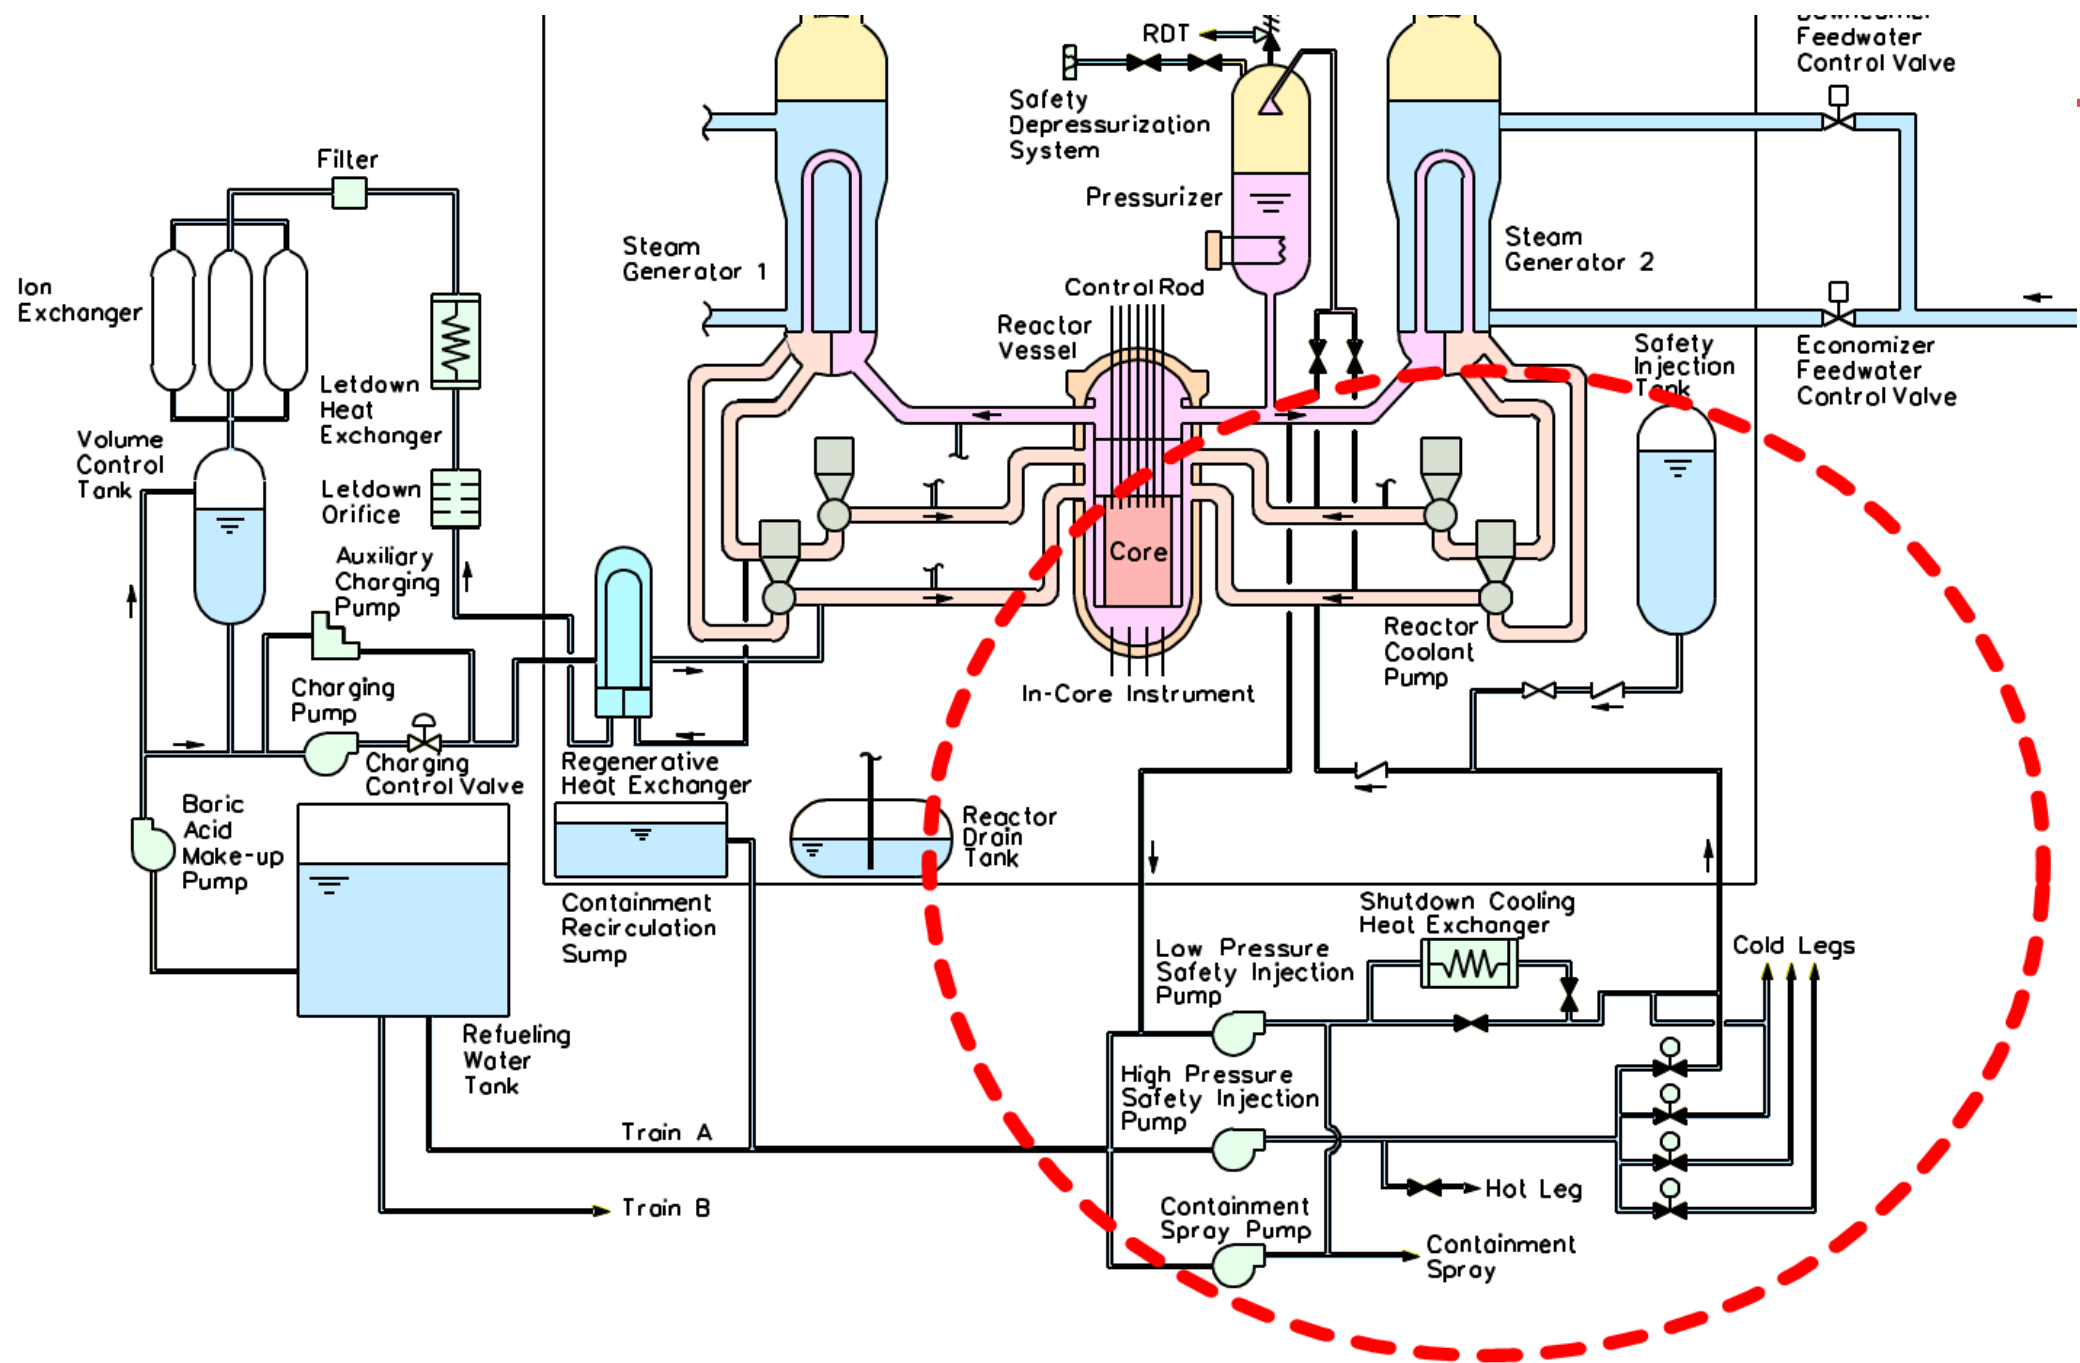 RDT
Safety
Depressurization
System
Pressurizer
Feedwater
Control Valve
Filter
Ion
Exchanger
Steam
Generator 1
Steam
Generator 2
Control Rod
Reactor
Vessel
Letdown
Heat
Exchanger
Safety
Injection
Tank
Economizer
Feedwater
Control Valve
Volume
Control
Tank
Letdown
Orifice
Auxiliary
Charging
Pump
Core
Reactor
Coolant
Pump
Charging
Pump
In-Core Instrument
Charging
Control Valve
Regenerative
Heat Exchanger
Boric
Acid
Make-up
Pump
Reactor
Drain
Tank
Containment
Recirculation
Sump
Shutdown Cooling
Heat Exchanger
Low Pressure
Safety Injection
Pump
Cold Legs
Refueling
Water
Tank
High Pressure
Safety Injection
Pump
Train A
Train B
Hot Leg
Containment
Spray Pump
Containment
Spray